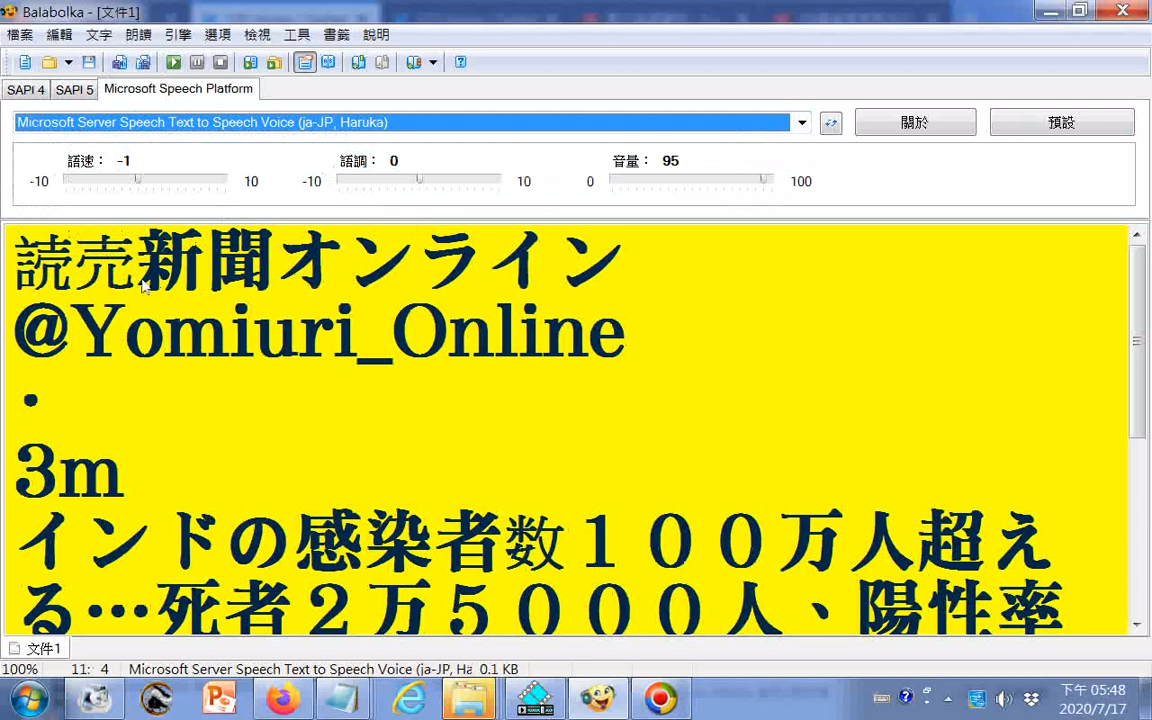 Balabolka - [文件1]
檔案 編輯 文字 朗讀 引擎 選項 檢視 工具 書籤 說明
SAPI 4 SAPI 5 Microsoft Speech Platform
Microsoft Server Speech Text to Speech Voice (ja-JP, Haruka) 關於 預設
語速： -1 語調： 0 音量： 95
-10 10 -10 10 0 100
読売新聞オンライン
@Yomiuri_Online
·
3m
インドの感染者数１００万人超え
る…死者２万５０００人、陽性率
文件1
100% 11: 4 Microsoft Server Speech Text to Speech Voice (ja-JP, Ha 0.1 KB
下午 05:48
2020/7/17